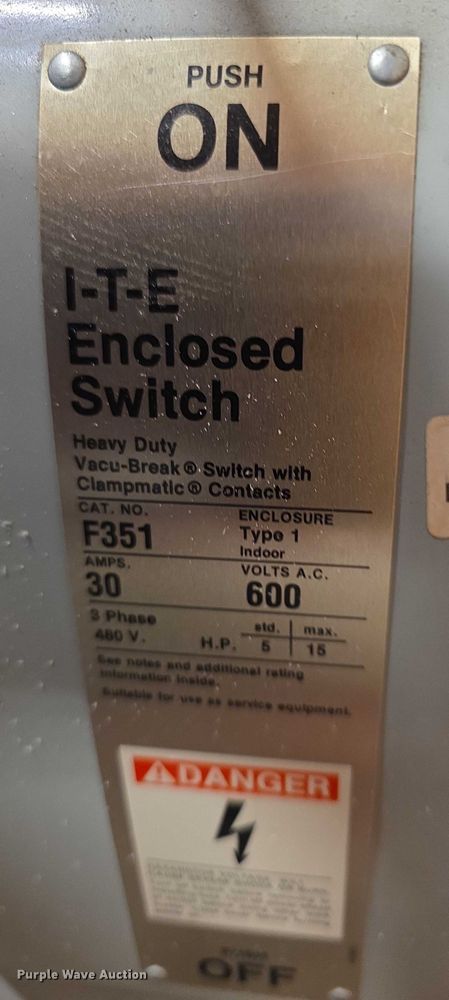 PUSH
ON
I-T-E
Enclosed
Switch
Heavy Duty
Vacu-Break® Switch with
Clampmatic® Contacts
CAT. NO.
F351
ENCLOSURE
Type 1
Indoor
AMPS.
30
VOLTS A.C.
600
3 Phase
480 V.
H.P.
std. max.
5 15
See notes and additional rating
information inside.
Suitable for use as service equipment.
DANGER
OFF
Purple Wave Auction